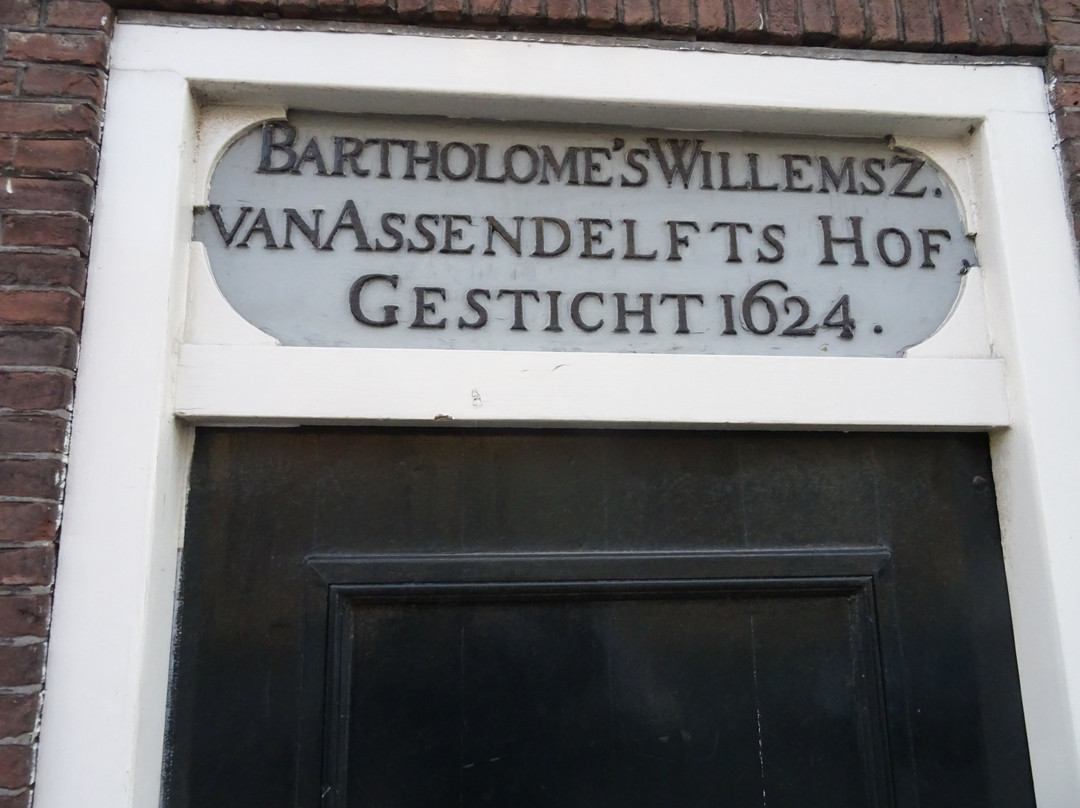 BARTHOLOME'S WILLEMSZ.
VAN ASSENDELFTS HOF,
GESTICHT 1624.